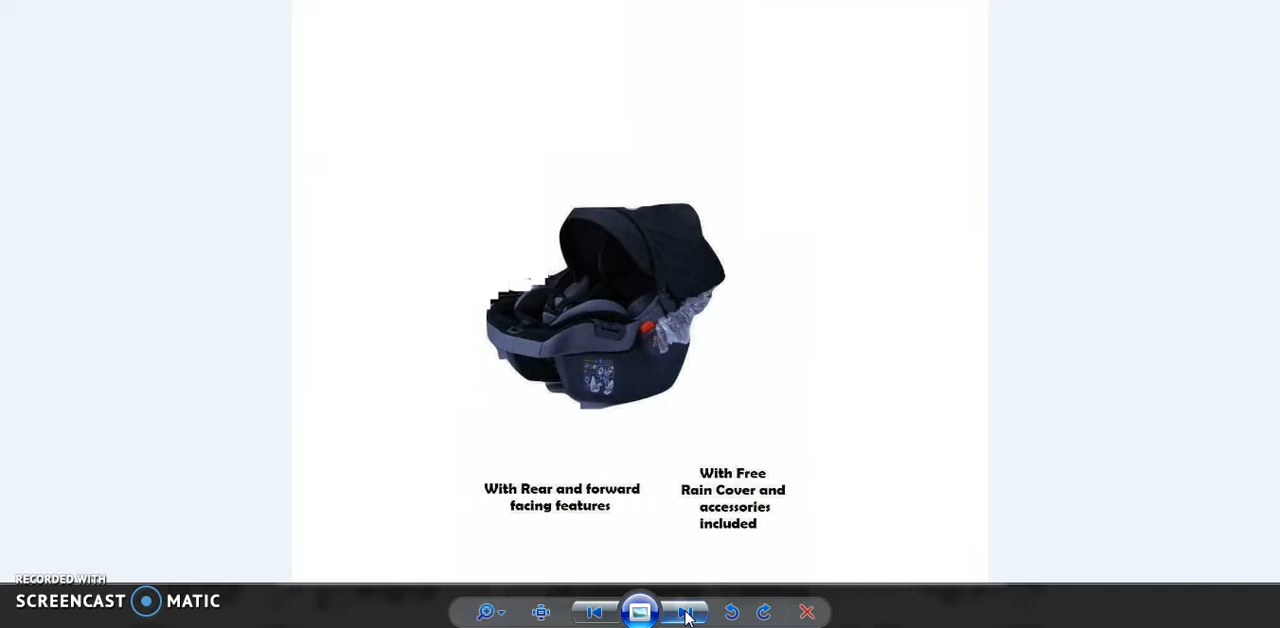 With Rear and forward
facing features
With Free
Rain Cover and
accessories
included
RECORDED WITH
SCREENCAST MATIC